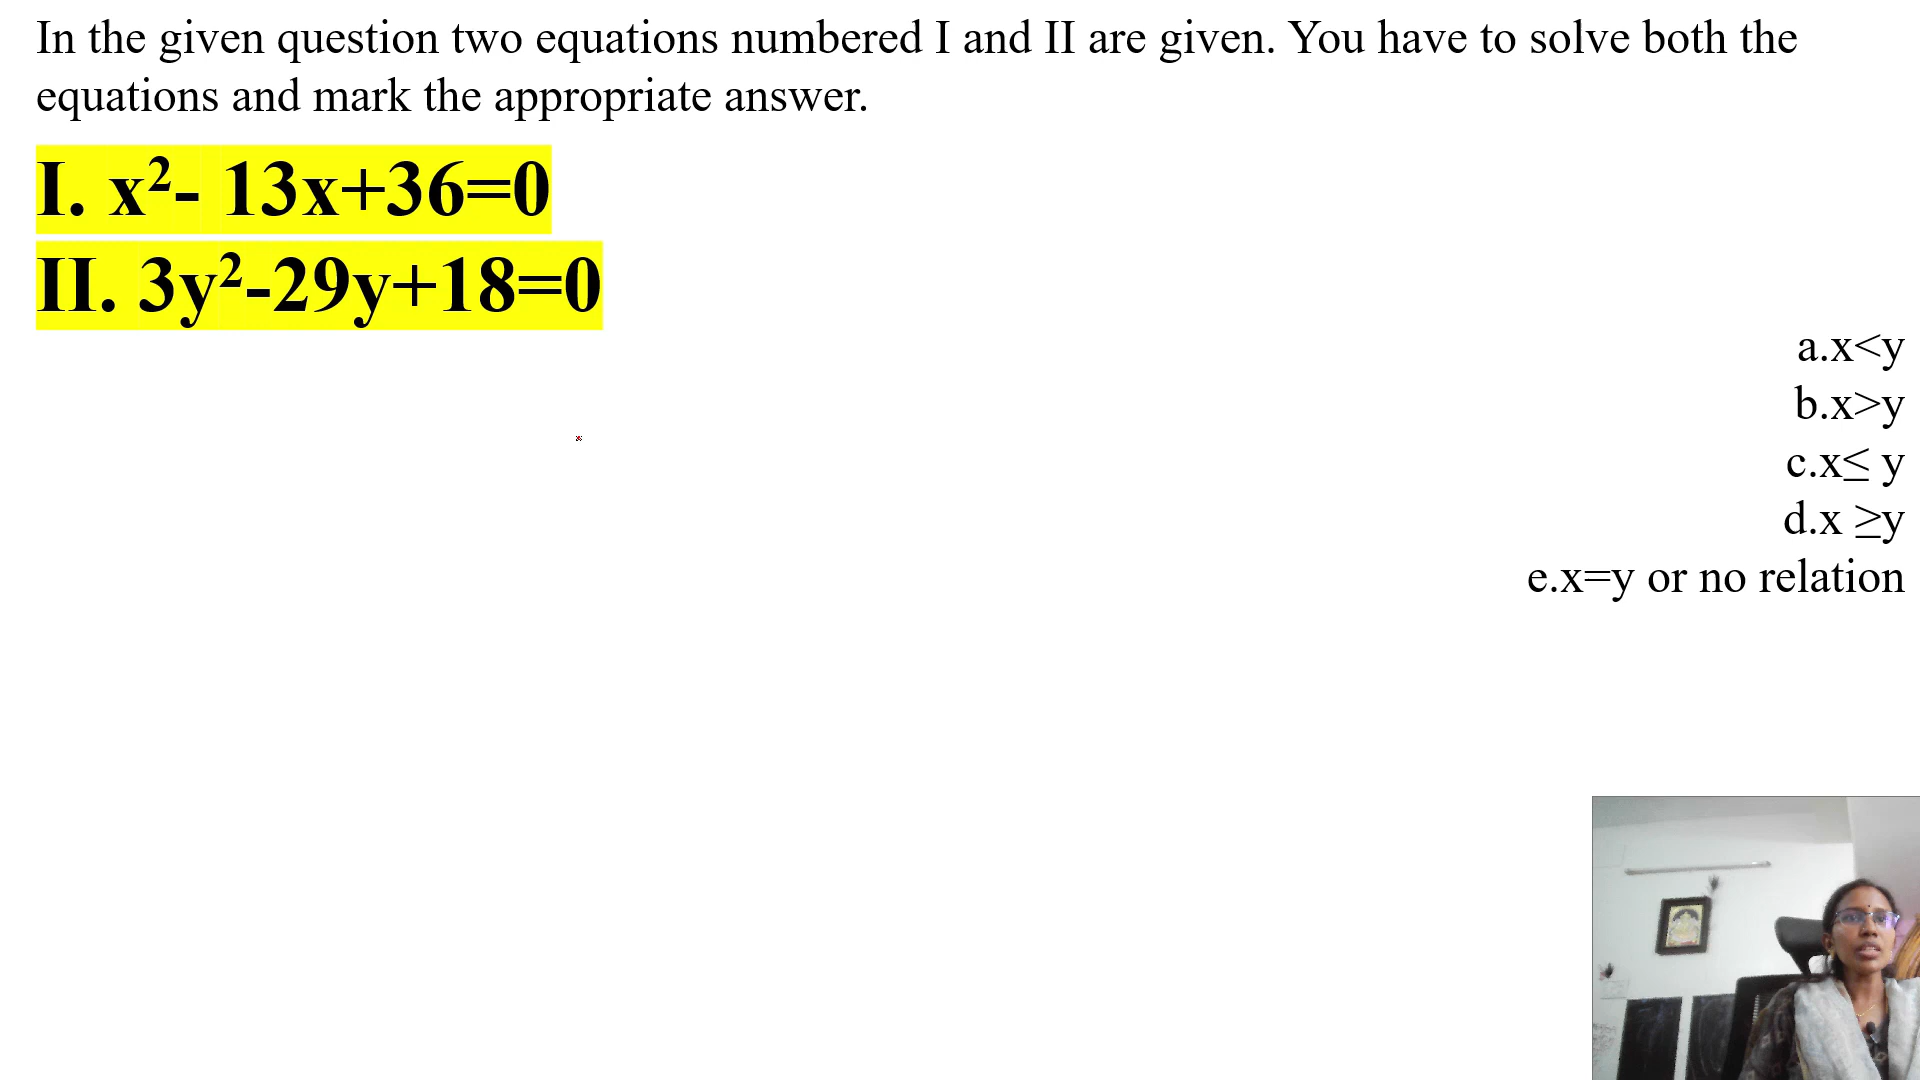 In the given question two equations numbered I and II are given. You have to solve both the
equations and mark the appropriate answer.
I. x²- 13x+36=0
II. 3y²-29y+18=0
a.x<y
b.x>y
c.x≤ y
d.x ≥y
e.x=y or no relation